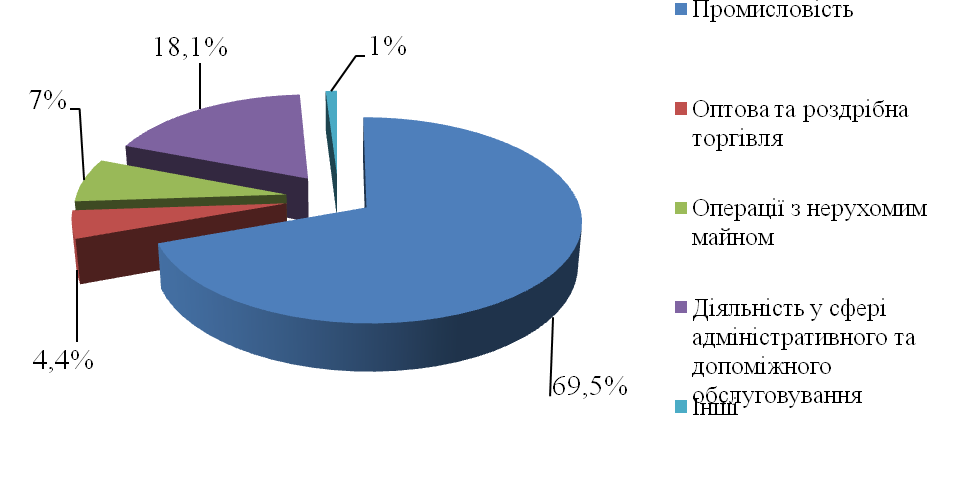 18,1%
1%
7%
4,4%
69,5%
Промисловість
Оптова та роздрібна
торгівля
Операції з нерухомим
майном
Діяльність у сфері
адміністративного та
допоміжного
обслуговування
Інші